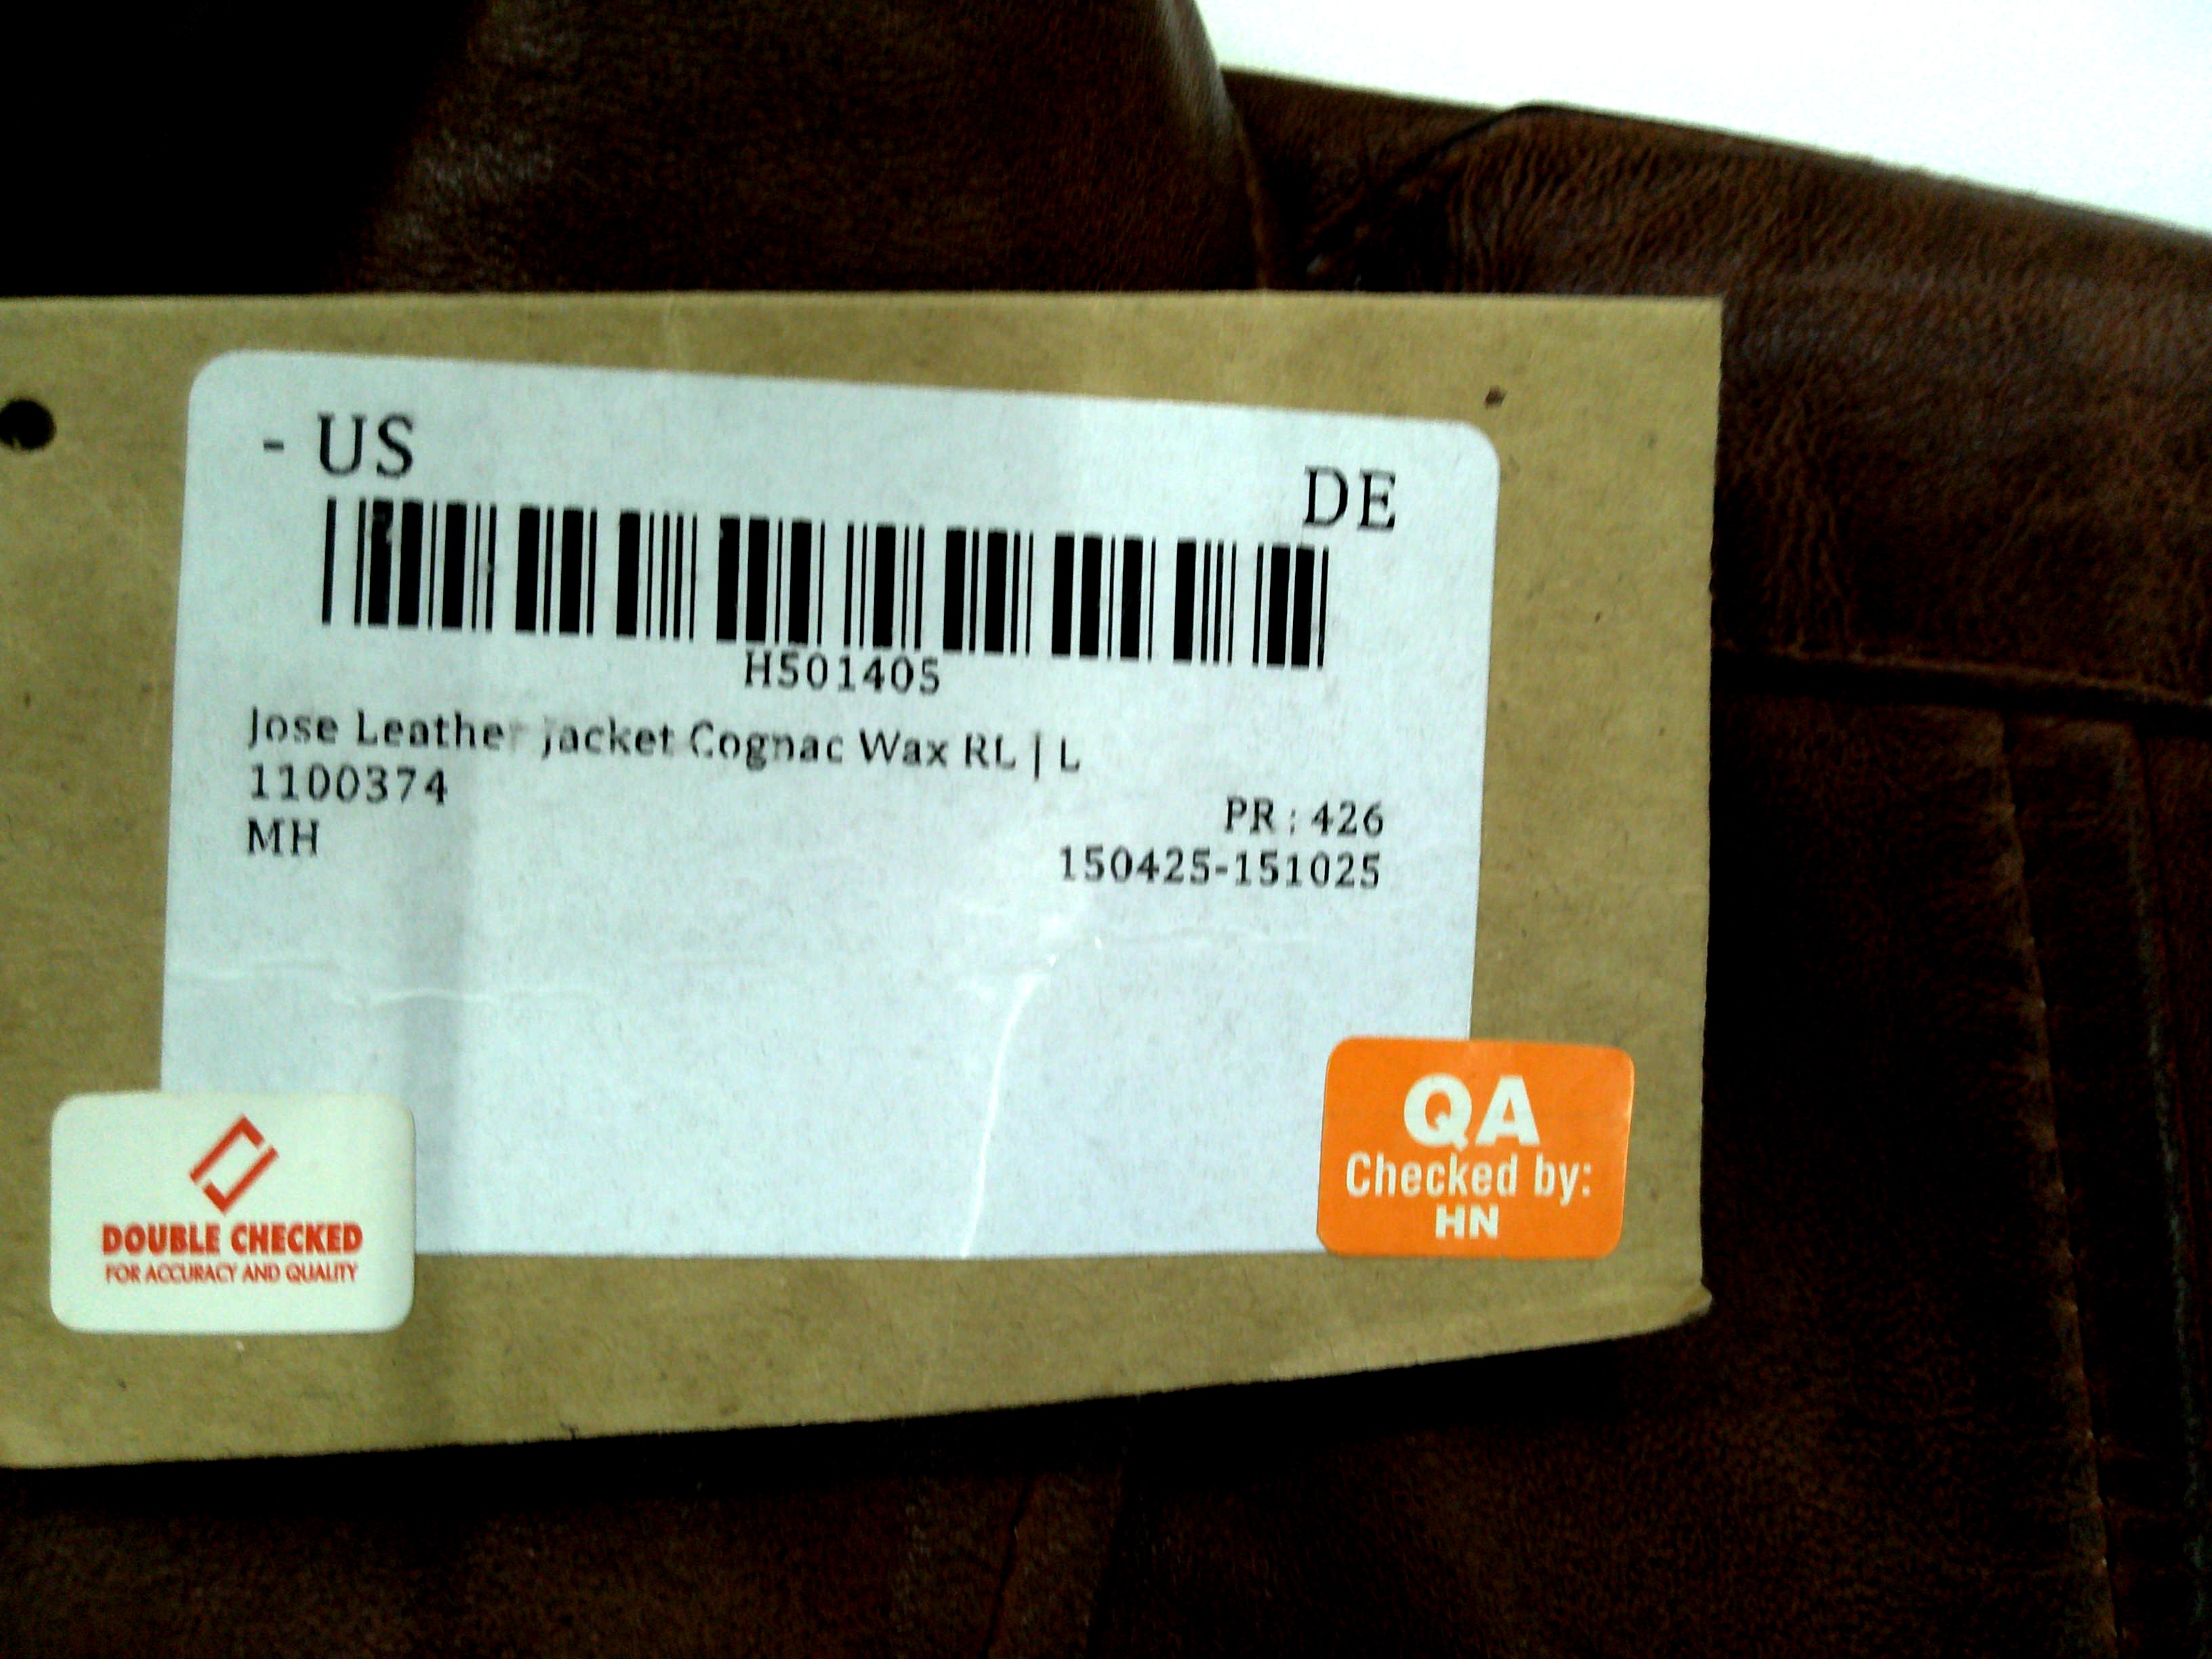 - US DE
H501405
Jose Leather Jacket Cognac Wax RL | L
1100374
PR : 426
MH
150425-151025
QA
Checked by:
HN
DOUBLE CHECKED
FOR ACCURACY AND QUALITY